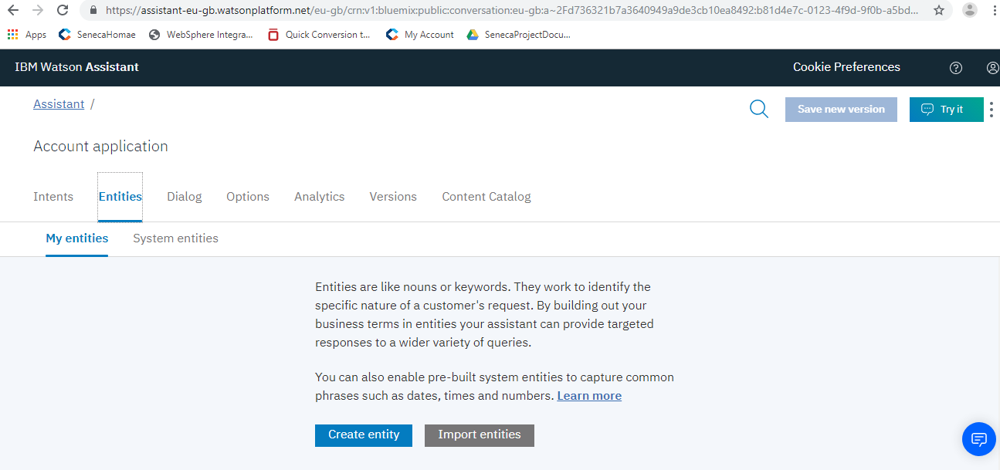 https://assistant-eu-gb.watsonplatform.net/eu-gb/crn:v1:bluemix:public:conversation:eu-gb:a~2Fd736321b7a3640949a9de3cb10ea8492:b81d4e7c-0123-4f9d-9f0b-a5bd...
Apps SenecaHomae WebSphere Integra... Quick Conversion t... My Account SenecaProjectDocu...
IBM Watson Assistant Cookie Preferences
Assistant / Save new version Try it
Account application
Intents Entities Dialog Options Analytics Versions Content Catalog
My entities System entities
Entities are like nouns or keywords. They work to identify the
specific nature of a customer's request. By building out your
business terms in entities your assistant can provide targeted
responses to a wider variety of queries.
You can also enable pre-built system entities to capture common
phrases such as dates, times and numbers. Learn more
Create entity Import entities